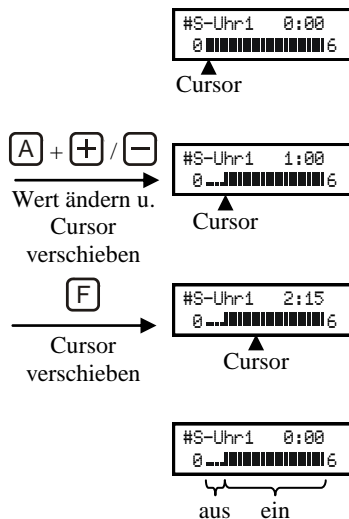 #S-Uhr1 0:00
0 6
Cursor
A + + / −
#S-Uhr1 1:00
0 6
Wert ändern u.
Cursor
verschieben
Cursor
F
#S-Uhr1 2:15
0 6
Cursor
verschieben
Cursor
#S-Uhr1 0:00
0 6
aus ein